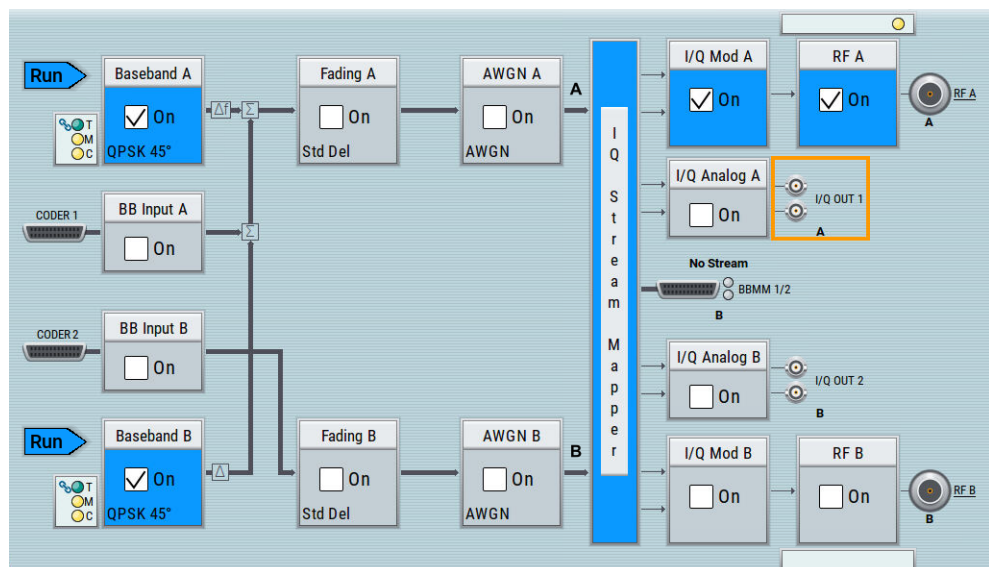 Run
Baseband A
On
QPSK 45°
T
M
C
Δf
Σ
Fading A
On
Std Del
AWGN A
On
AWGN
A
I/Q Mod A
On
RF A
On
RF A
A
CODER 1
BB Input A
On
Σ
I/Q Analog A
On
I/Q OUT 1
A
I
Q
S
t
r
e
a
m
M
a
p
p
e
r
No Stream
BBMM 1/2
B
CODER 2
BB Input B
On
I/Q Analog B
On
I/Q OUT 2
B
Run
Baseband B
On
QPSK 45°
T
M
C
Δ
Fading B
On
Std Del
AWGN B
On
AWGN
B
I/Q Mod B
On
RF B
On
RF B
B